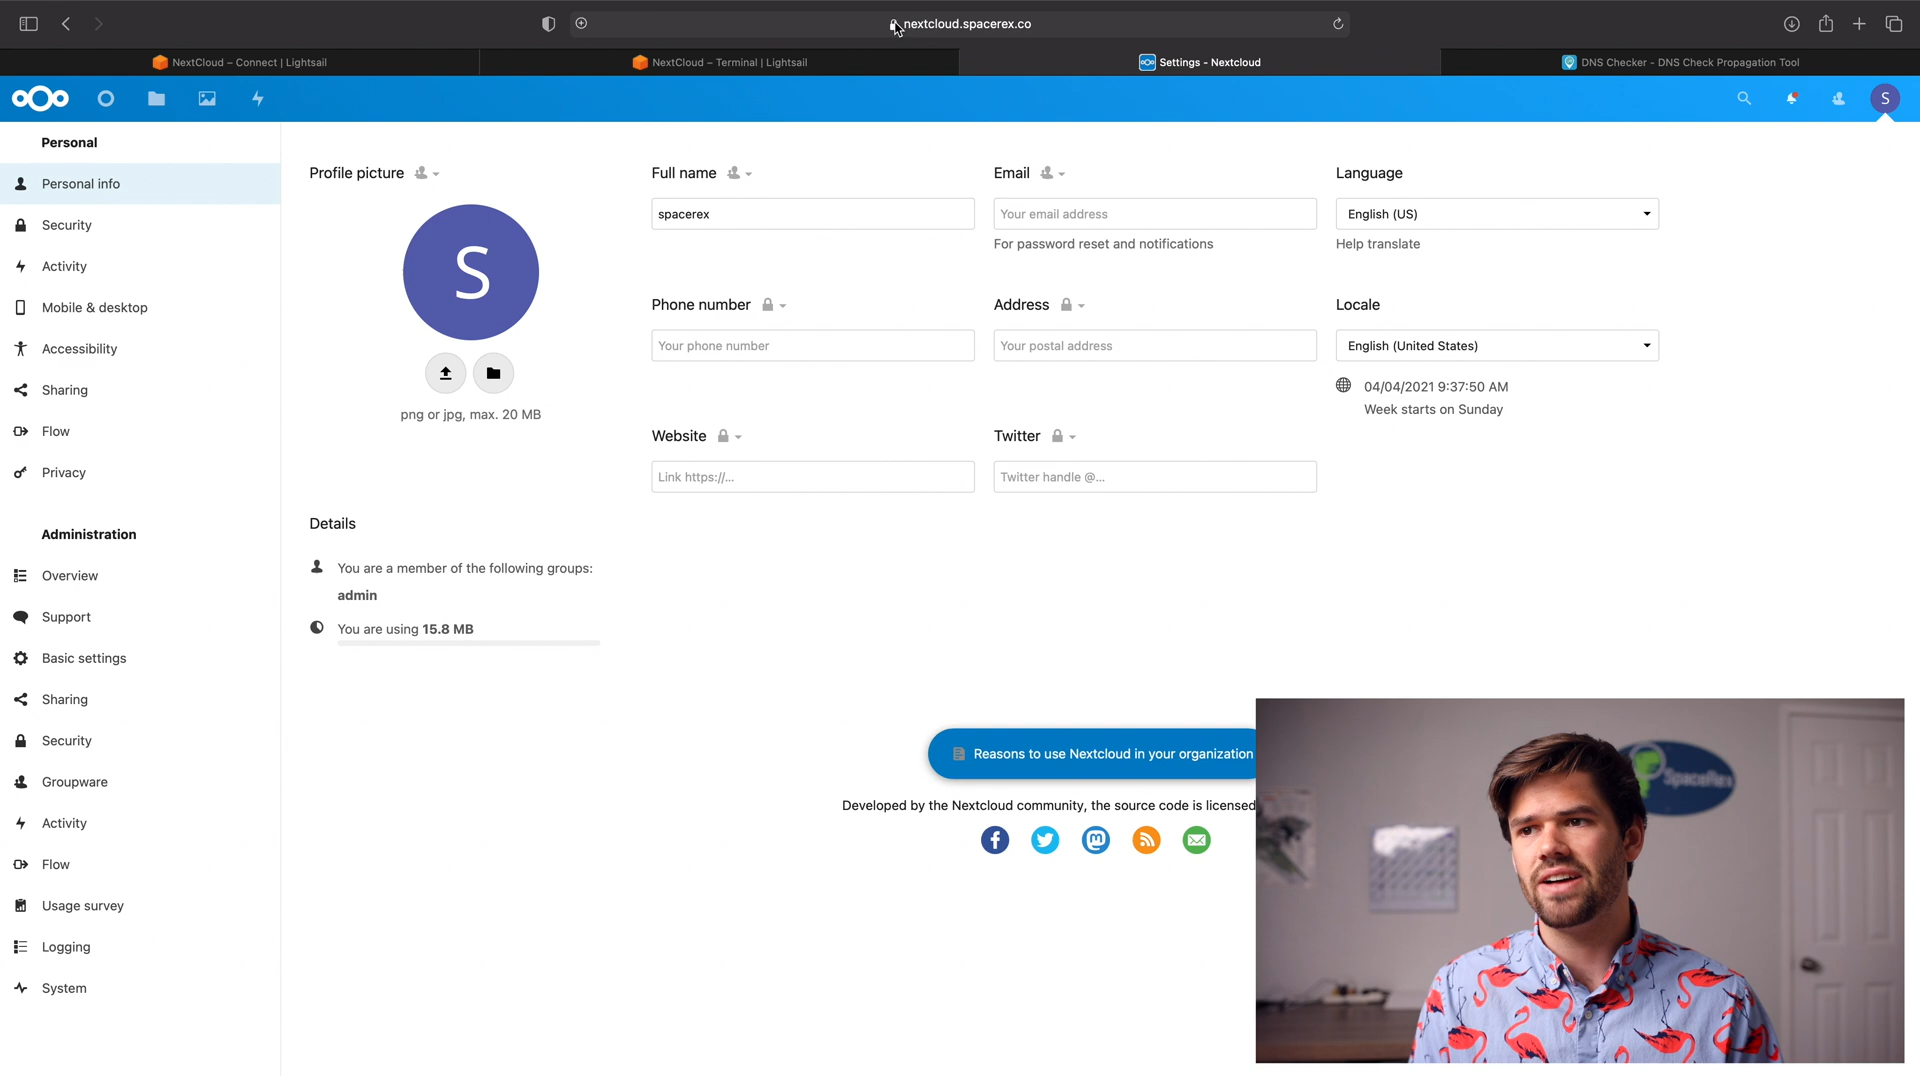 nextcloud.spacerex.co
NextCloud – Connect | Lightsail
NextCloud – Terminal | Lightsail
Settings - Nextcloud
DNS Checker - DNS Check Propagation Tool
S
Personal
Personal info
Security
Activity
Mobile & desktop
Accessibility
Sharing
Flow
Privacy
Administration
Overview
Support
Basic settings
Sharing
Security
Groupware
Activity
Flow
Usage survey
Logging
System
Profile picture
S
png or jpg, max. 20 MB
Full name
spacerex
Email
Your email address
For password reset and notifications
Language
English (US)
Help translate
Phone number
Your phone number
Address
Your postal address
Locale
English (United States)
04/04/2021 9:37:50 AM
Week starts on Sunday
Website
Link https://...
Twitter
Twitter handle @...
Details
You are a member of the following groups:
admin
You are using 15.8 MB
Reasons to use Nextcloud in your organization
Developed by the Nextcloud community, the source code is licensed
SpaceRex